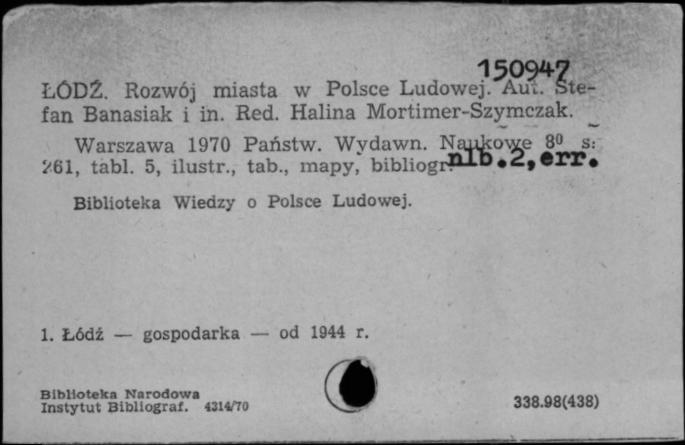 150947
ŁÓDŹ. Rozwój miasta w Polsce Ludowej. Aut. Ste-
fan Banasiak i in. Red. Halina Mortimer-Szymczak.
Warszawa 1970 Państw. Wydawn. Naukowe 8⁰ s.
261, tabl. 5, ilustr., tab., mapy, bibliogr. nlb. 2, err.
Biblioteka Wiedzy o Polsce Ludowej.
1. Łódź — gospodarka — od 1944 r.
Biblioteka Narodowa
Instytut Bibliograf. 4314/70
338.98(438)